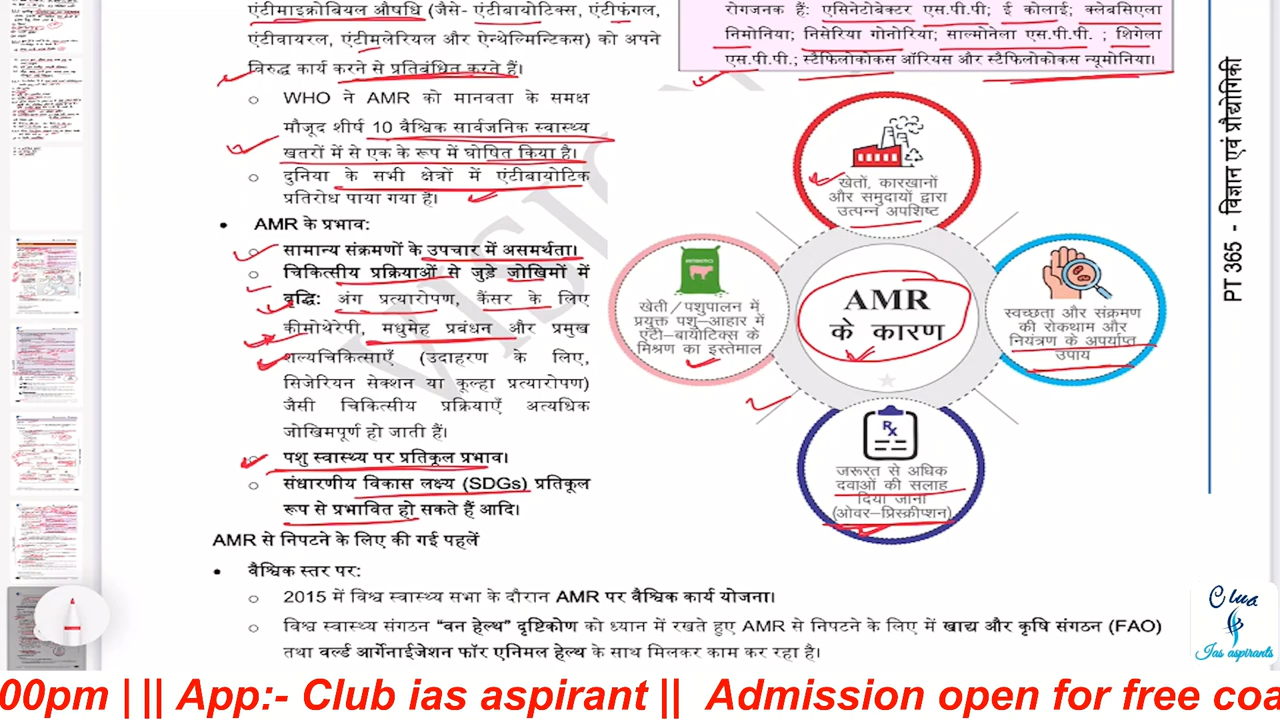 एंटीमाइक्रोबियल औषधि (जैसे- एंटीबायोटिक्स, एंटीफंगल,
एंटीवायरल, एंटीमलेरियल और ऐन्थेल्मिन्टिक्स) को अपने
विरुद्ध कार्य करने से प्रतिबंधित करते हैं।
○ WHO ने AMR को मानवता के समक्ष
मौजूद शीर्ष 10 वैश्विक सार्वजनिक स्वास्थ्य
खतरों में से एक के रूप में घोषित किया है।
○ दुनिया के सभी क्षेत्रों में एंटीबायोटिक
प्रतिरोध पाया गया है।
• AMR के प्रभाव:
○ सामान्य संक्रमणों के उपचार में असमर्थता।
○ चिकित्सीय प्रक्रियाओं से जुड़े जोखिमों में
वृद्धि: अंग प्रत्यारोपण, कैंसर के लिए
कीमोथेरेपी, मधुमेह प्रबंधन और प्रमुख
शल्यचिकित्साएँ (उदाहरण के लिए,
सिजेरियन सेक्शन या कूल्हा प्रत्यारोपण)
जैसी चिकित्सीय प्रक्रियाएँ अत्यधिक
जोखिमपूर्ण हो जाती हैं।
○ पशु स्वास्थ्य पर प्रतिकूल प्रभाव।
○ संधारणीय विकास लक्ष्य (SDGs) प्रतिकूल
रूप से प्रभावित हो सकते हैं आदि।
रोगजनक हैं: एसिनेटोबेक्टर एस.पी.पी; ई कोलाई; क्लेबसिएला
निमोनिया; निसेरिया गोनोरिया; साल्मोनेला एस.पी.पी. ; शिगेला
एस.पी.पी.; स्टैफिलोकोकस ऑरियस और स्टैफिलोकोकस न्यूमोनिया।
खेतों, कारखानों
और समुदायों द्वारा
उत्पन्न अपशिष्ट
ANTIBIOTICS
खेती/पशुपालन में
प्रयुक्त पशु-आहार में
एंटी-बायोटिक्स के
मिश्रण का इस्तेमाल
AMR
के कारण
स्वच्छता और संक्रमण
की रोकथाम और
नियंत्रण के अपर्याप्त
उपाय
Rx
जरूरत से अधिक
दवाओं की सलाह
दिया जाना
(ओवर-प्रिस्क्रीप्शन)
AMR से निपटने के लिए की गई पहलें
• वैश्विक स्तर पर:
○ 2015 में विश्व स्वास्थ्य सभा के दौरान AMR पर वैश्विक कार्य योजना।
○ विश्व स्वास्थ्य संगठन “वन हेल्थ” दृष्टिकोण को ध्यान में रखते हुए AMR से निपटने के लिए में खाद्य और कृषि संगठन (FAO)
तथा वर्ल्ड आर्गेनाईजेशन फॉर एनिमल हेल्थ के साथ मिलकर काम कर रहा है।
PT 365 - विज्ञान एवं प्रौद्योगिकी
Club
Ias aspirants
00pm | || App:- Club ias aspirant || Admission open for free coa